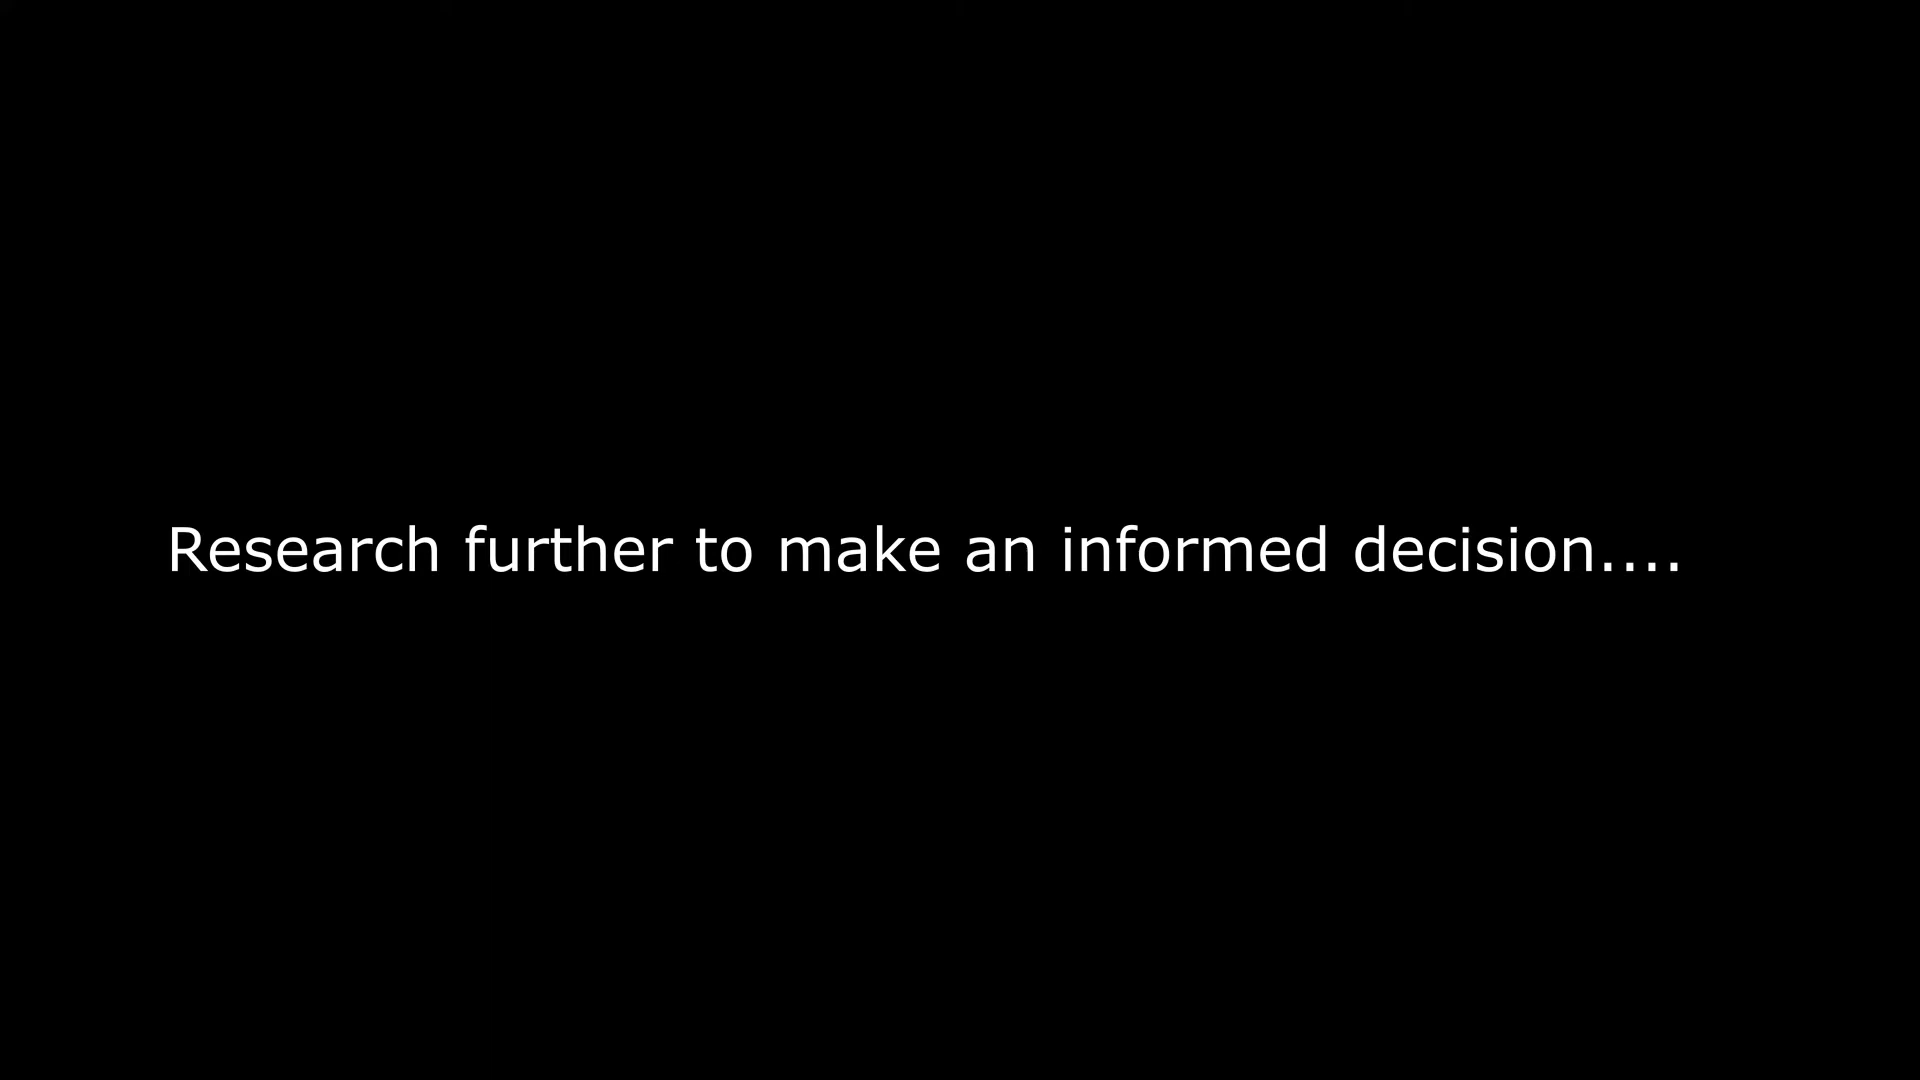 Research further to make an informed decision....